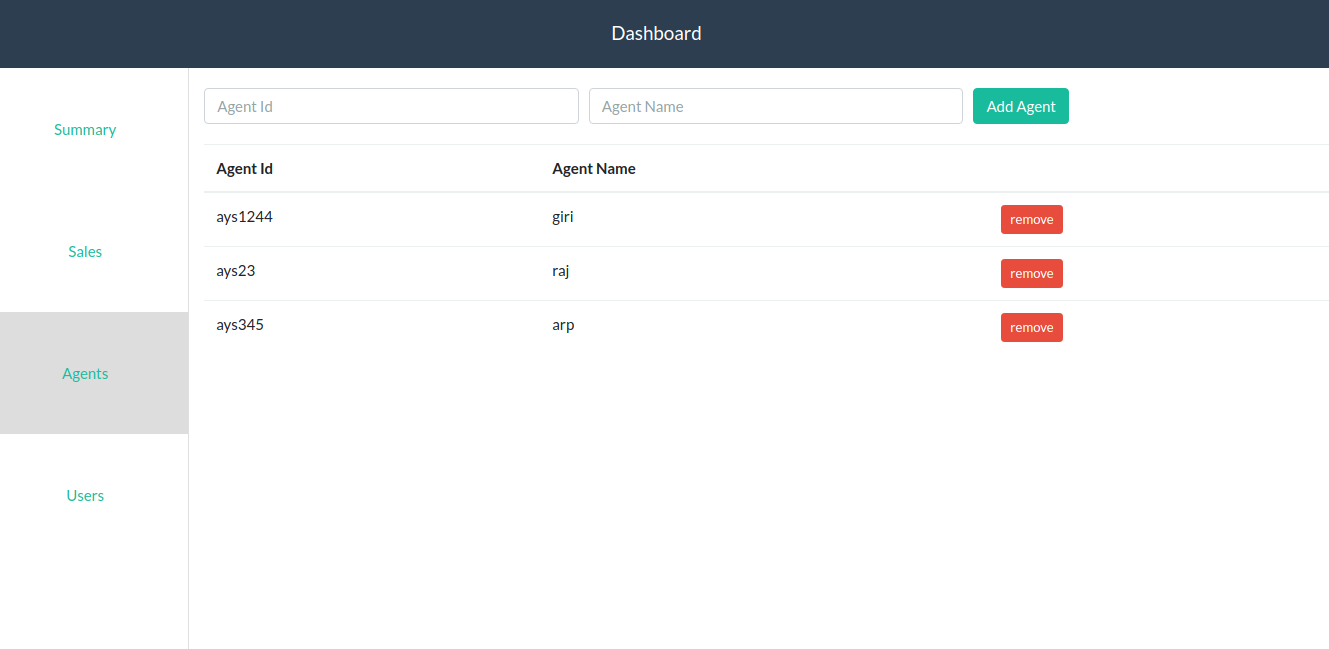 Dashboard
Summary
Sales
Agents
Users
Agent Id Agent Name Add Agent
Agent Id Agent Name
ays1244 giri remove
ays23 raj remove
ays345 arp remove